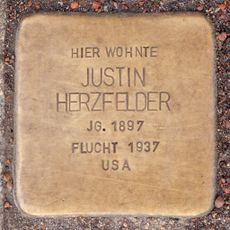 HIER WOHNTE
JUSTIN
HERZFELDER
JG. 1897
FLUCHT 1937
USA